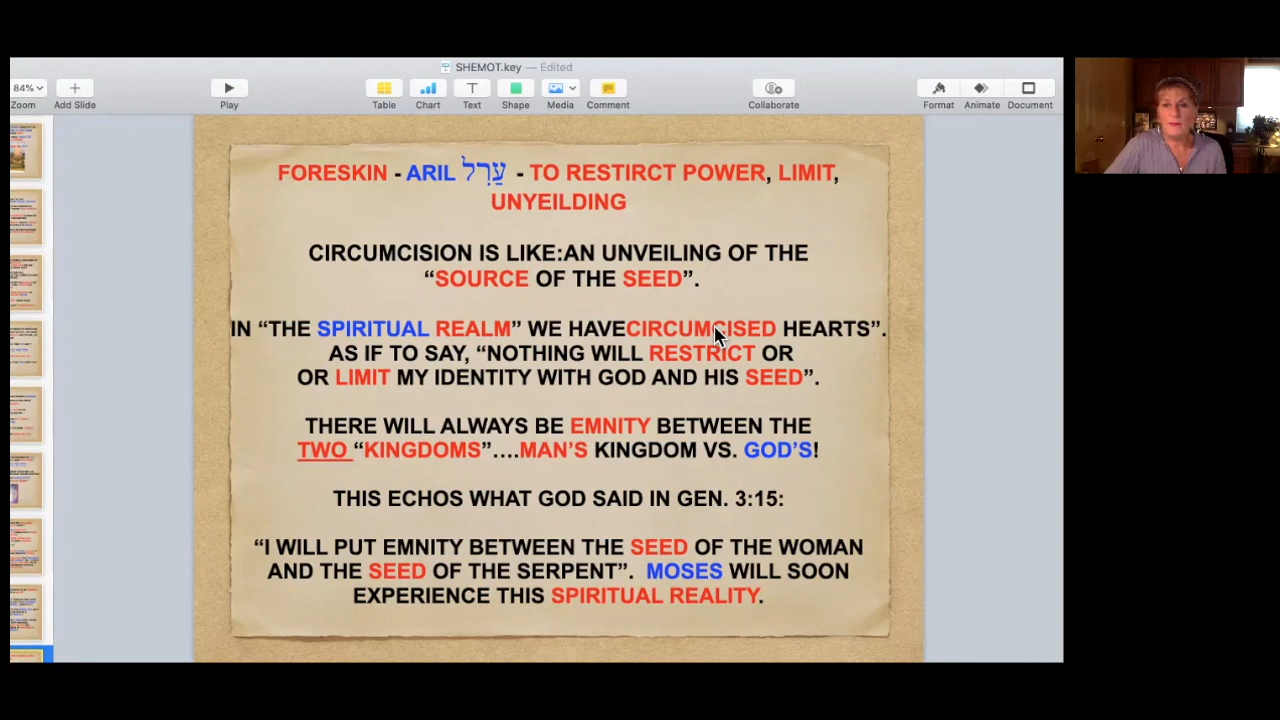 SHEMOT.key — Edited
84%
Zoom
Add Slide
Play
Table
Chart
Text
Shape
Media
Comment
Collaborate
Format
Animate
Document
FORESKIN - ARIL עַרִל - TO RESTIRCT POWER, LIMIT,
UNYEILDING
CIRCUMCISION IS LIKE:AN UNVEILING OF THE
“SOURCE OF THE SEED”.
IN “THE SPIRITUAL REALM” WE HAVECIRCUMCISED HEARTS”.
AS IF TO SAY, “NOTHING WILL RESTRICT OR
OR LIMIT MY IDENTITY WITH GOD AND HIS SEED”.
THERE WILL ALWAYS BE EMNITY BETWEEN THE
TWO “KINGDOMS”....MAN’S KINGDOM VS. GOD’S!
THIS ECHOS WHAT GOD SAID IN GEN. 3:15:
“I WILL PUT EMNITY BETWEEN THE SEED OF THE WOMAN
AND THE SEED OF THE SERPENT”. MOSES WILL SOON
EXPERIENCE THIS SPIRITUAL REALITY.